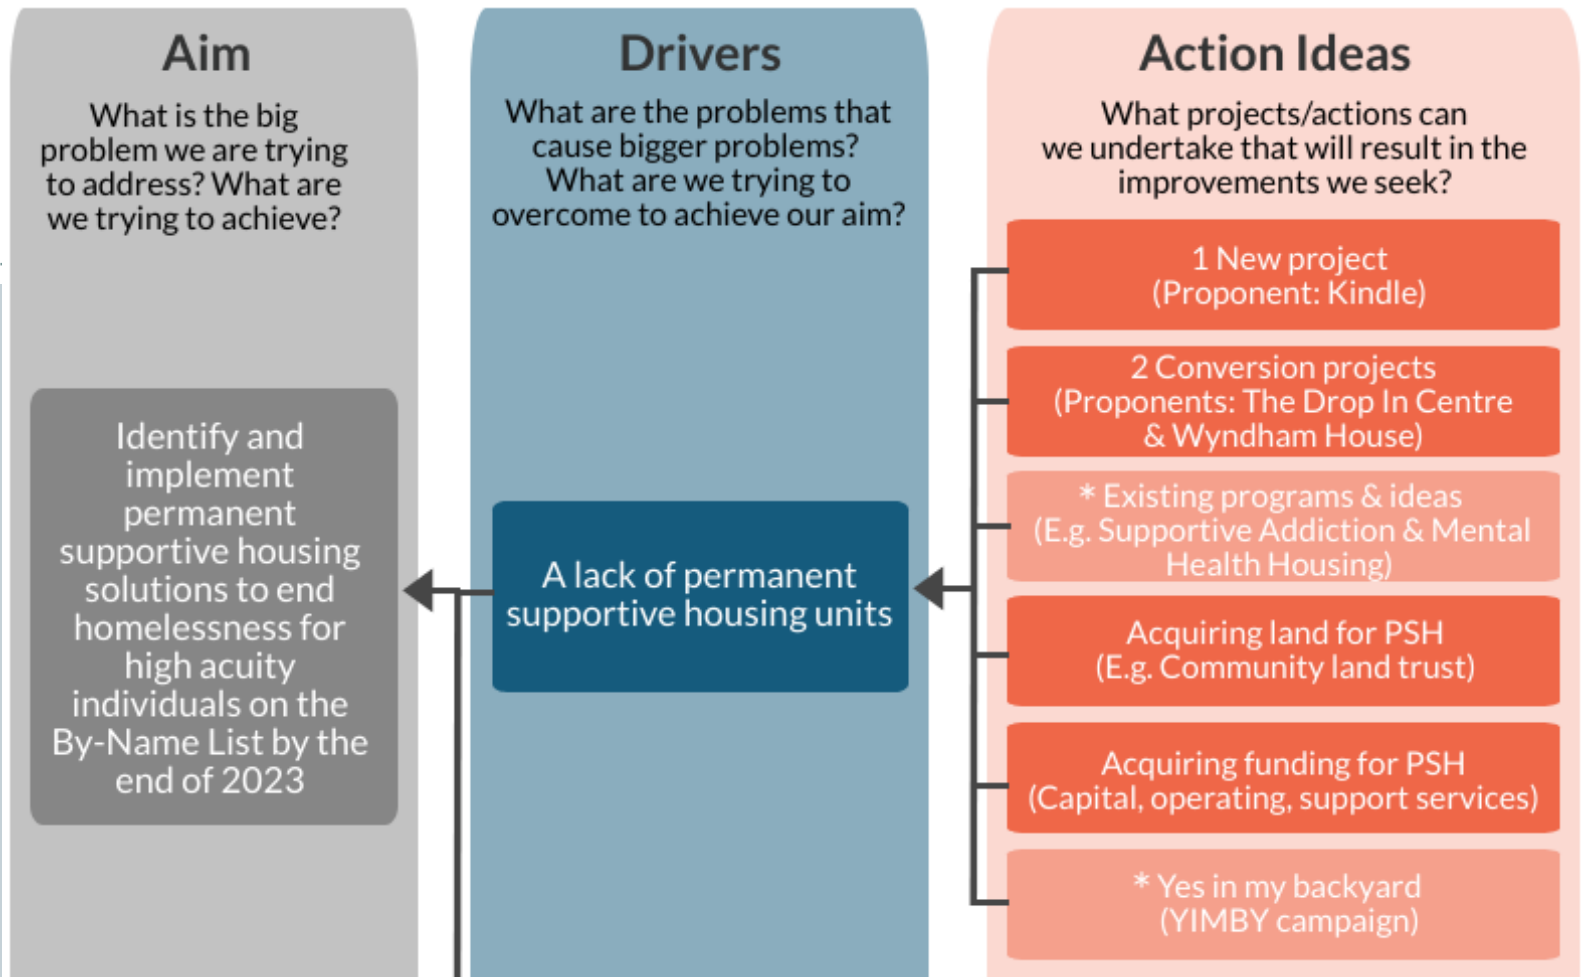 Aim
What is the big
problem we are trying
to address? What are
we trying to achieve?
Identify and
implement
permanent
supportive housing
solutions to end
homelessness for
high acuity
individuals on the
By-Name List by the
end of 2023
Drivers
What are the problems that
cause bigger problems?
What are we trying to
overcome to achieve our aim?
A lack of permanent
supportive housing units
Action Ideas
What projects/actions can
we undertake that will result in the
improvements we seek?
1 New project
(Proponent: Kindle)
2 Conversion projects
(Proponents: The Drop In Centre
& Wyndham House)
* Existing programs & ideas
(E.g. Supportive Addiction & Mental
Health Housing)
Acquiring land for PSH
(E.g. Community land trust)
Acquiring funding for PSH
(Capital, operating, support services)
* Yes in my backyard
(YIMBY campaign)